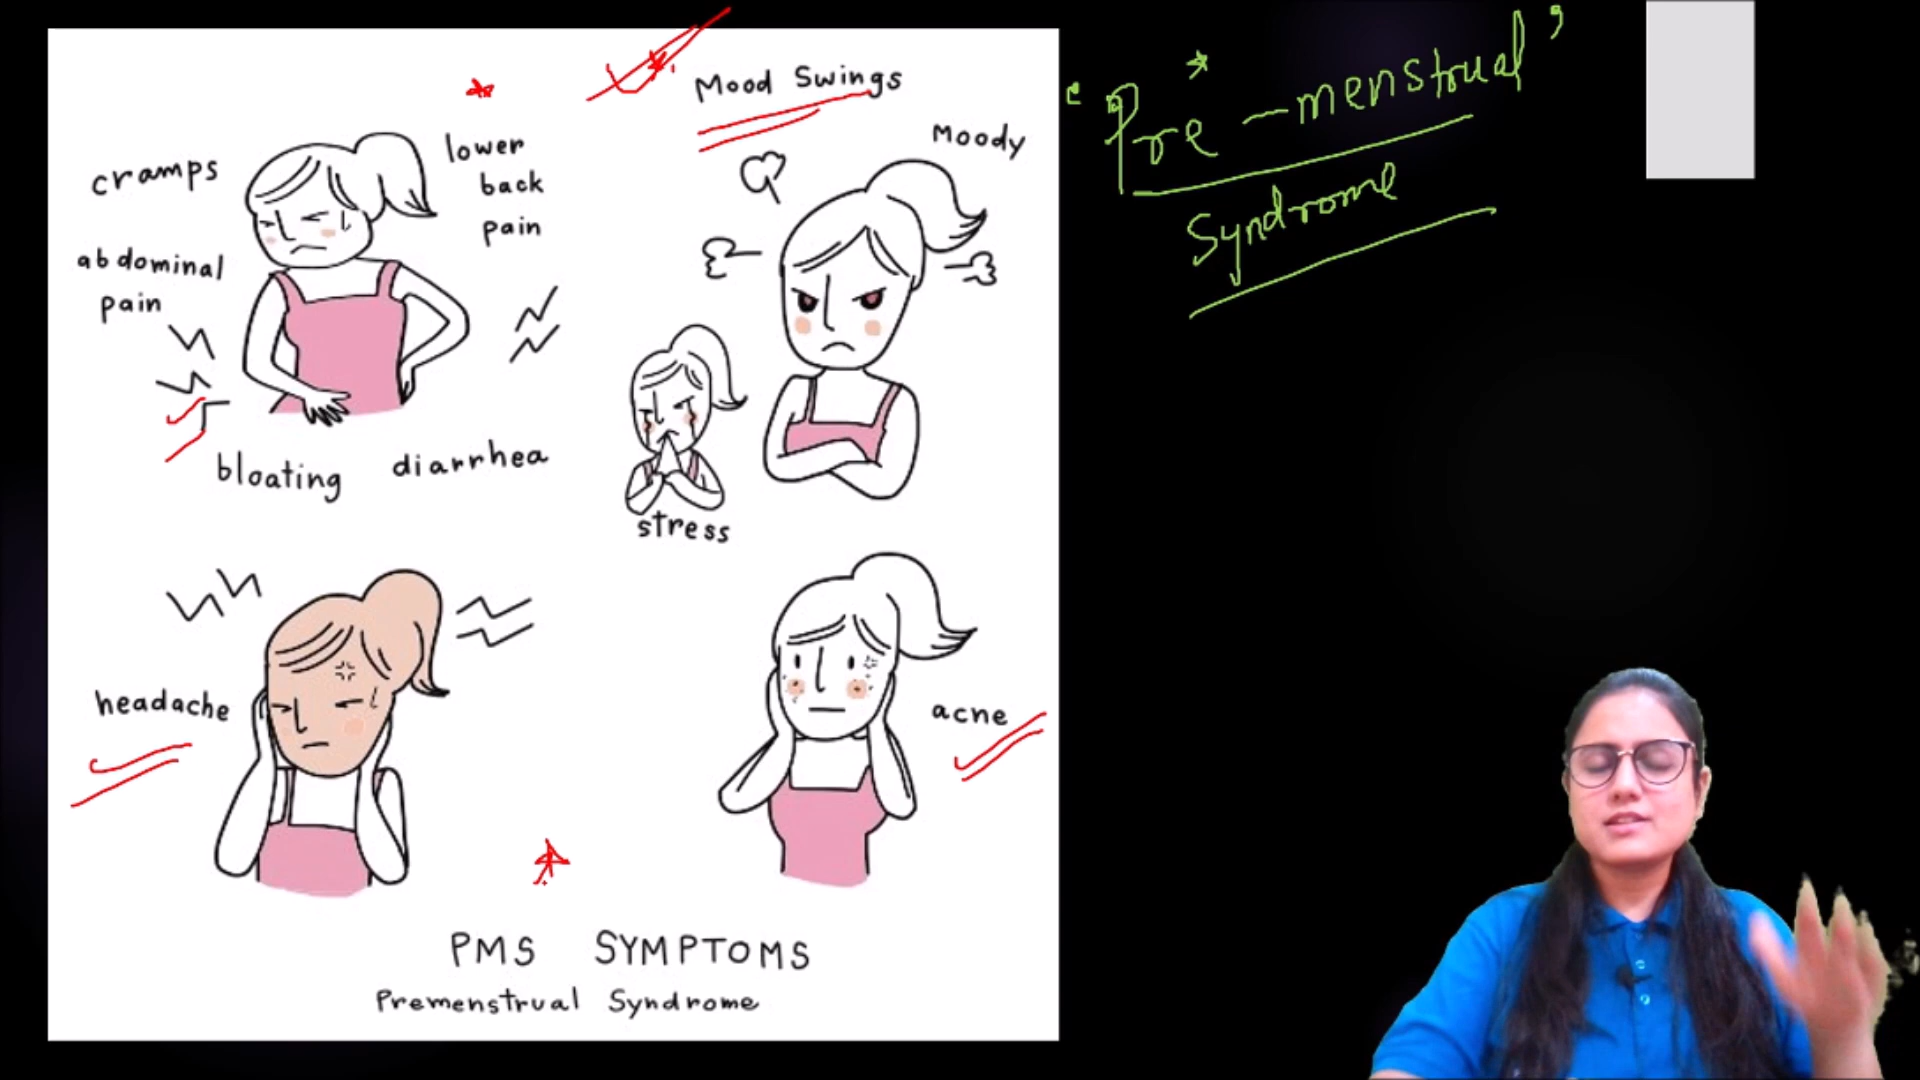 Mood Swings
Moody
cramps
lower
back
pain
abdominal
pain
bloating
diarrhea
stress
headache
acne
PMS SYMPTOMS
Premenstrual Syndrome
‘Pre-menstrual’
Syndrome